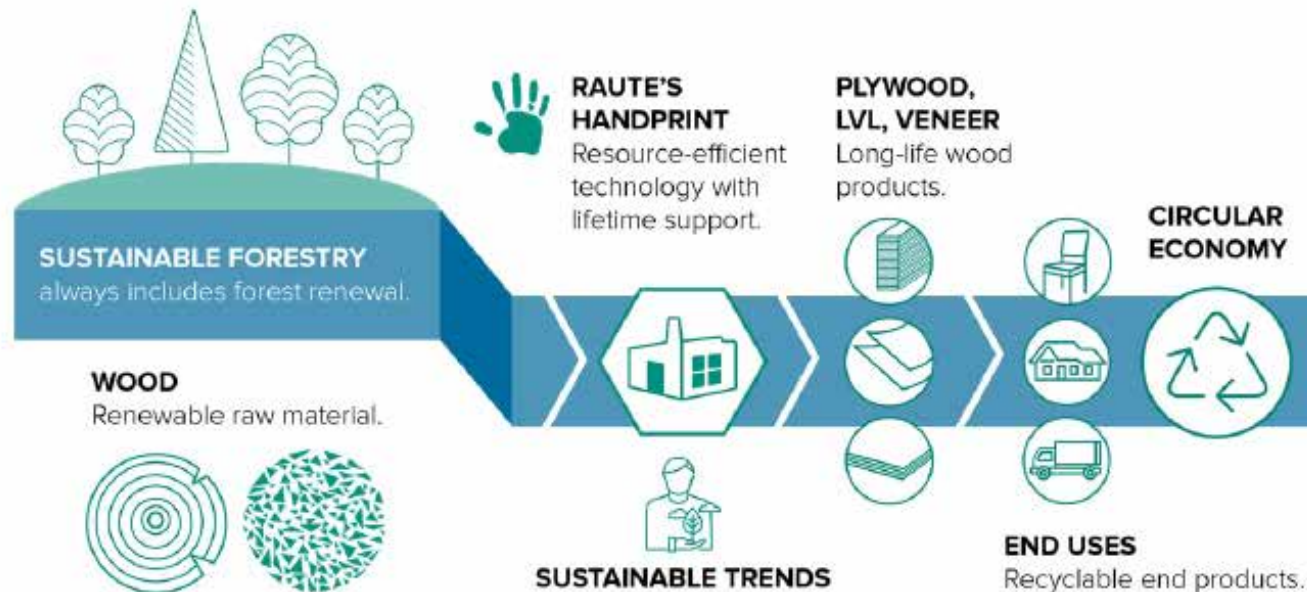 SUSTAINABLE FORESTRY
always includes forest renewal.
WOOD
Renewable raw material.
RAUTE'S
HANDPRINT
Resource-efficient
technology with
lifetime support.
SUSTAINABLE TRENDS
PLYWOOD,
LVL, VENEER
Long-life wood
products.
END USES
Recyclable end products.
CIRCULAR
ECONOMY